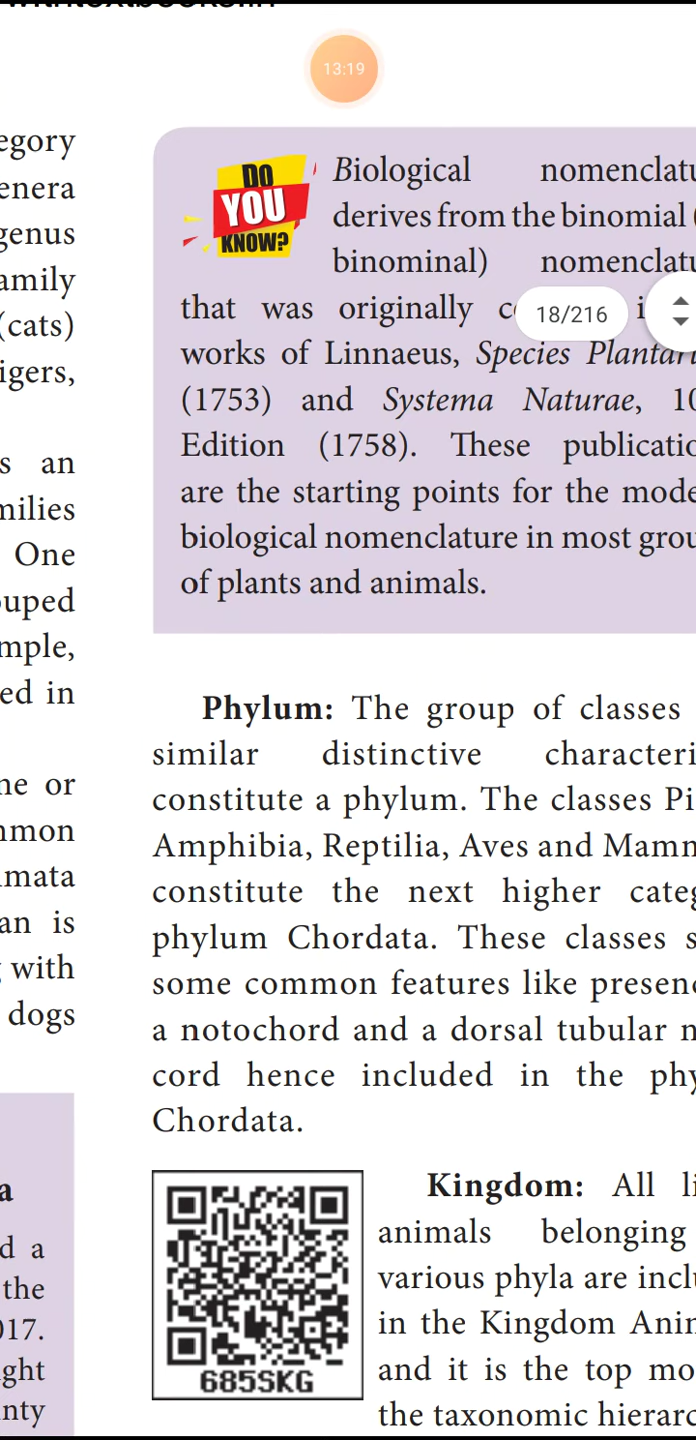 13:19
egory
enera
genus
amily
(cats)
igers,
s an
milies
One
ouped
mple,
ed in
ne or
nmon
mata
an is
with
dogs
a
d a
the
017.
ght
nty
DO
YOU
KNOW?
Biological nomenclatu
derives from the binomial (
binominal) nomenclatu
that was originally c
18/216
works of Linnaeus, Species Plantar
(1753) and Systema Naturae, 10
Edition (1758). These publicatio
are the starting points for the mode
biological nomenclature in most grou
of plants and animals.
Phylum: The group of classes
similar distinctive characteri
constitute a phylum. The classes Pi
Amphibia, Reptilia, Aves and Mamm
constitute the next higher categ
phylum Chordata. These classes s
some common features like presenc
a notochord and a dorsal tubular n
cord hence included in the phy
Chordata.
685SKG
Kingdom: All li
animals belonging
various phyla are inclu
in the Kingdom Anim
and it is the top mo
the taxonomic hierarc